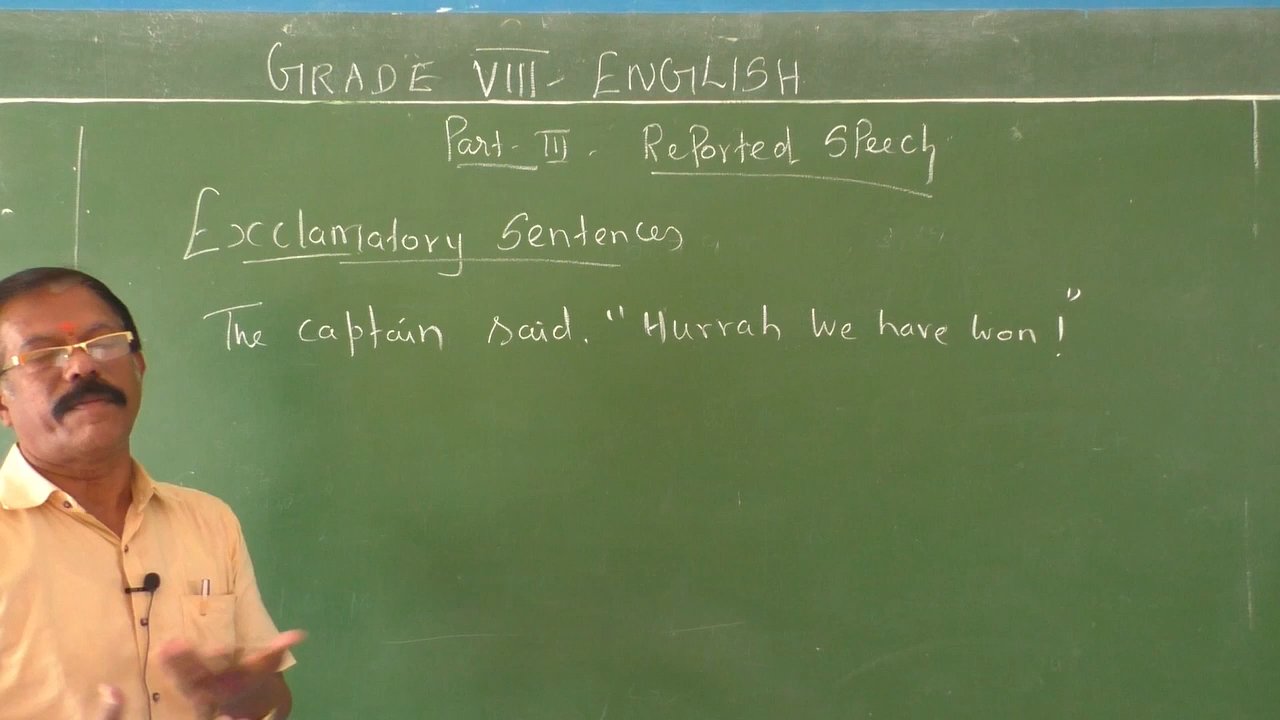 GRADE VIII - ENGLISH
Part - III - Reported Speech
Exclamatory Sentences
The captain said. "Hurrah We have won!"